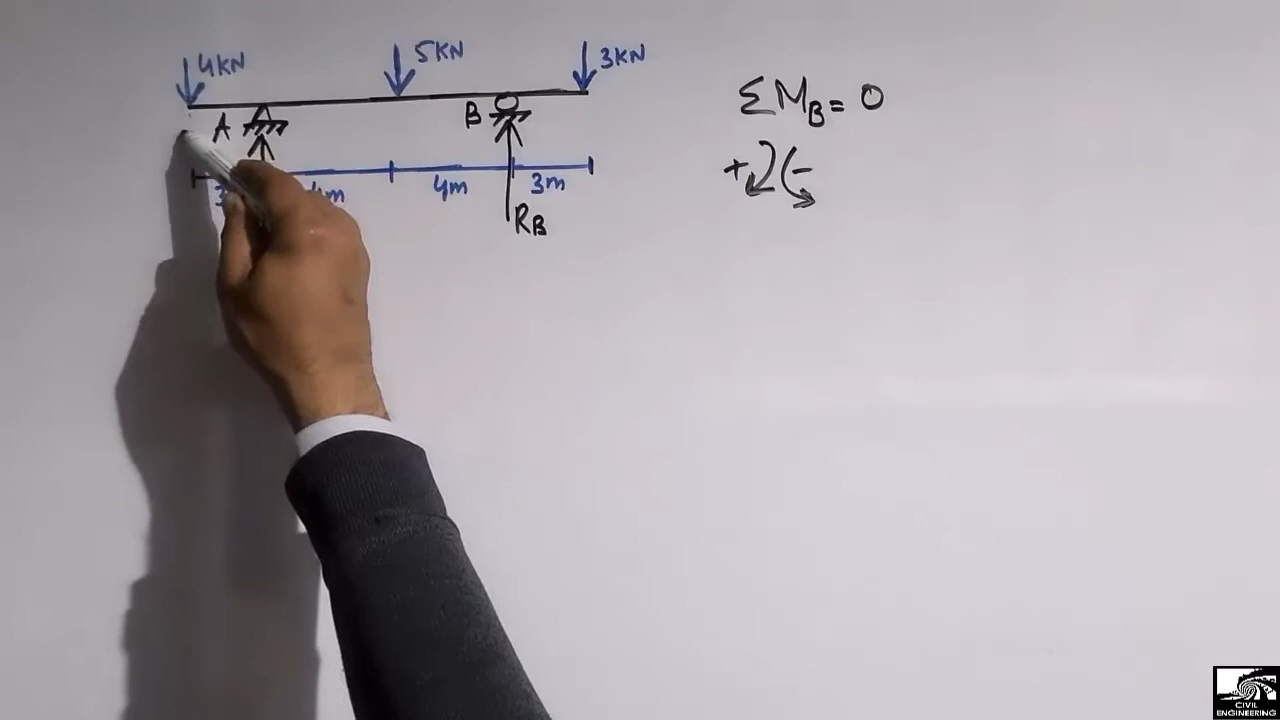 4KN 5KN 3KN
A B
4m 3m
RB
ΣMB= 0
+ -
CIVIL
ENGINEERING